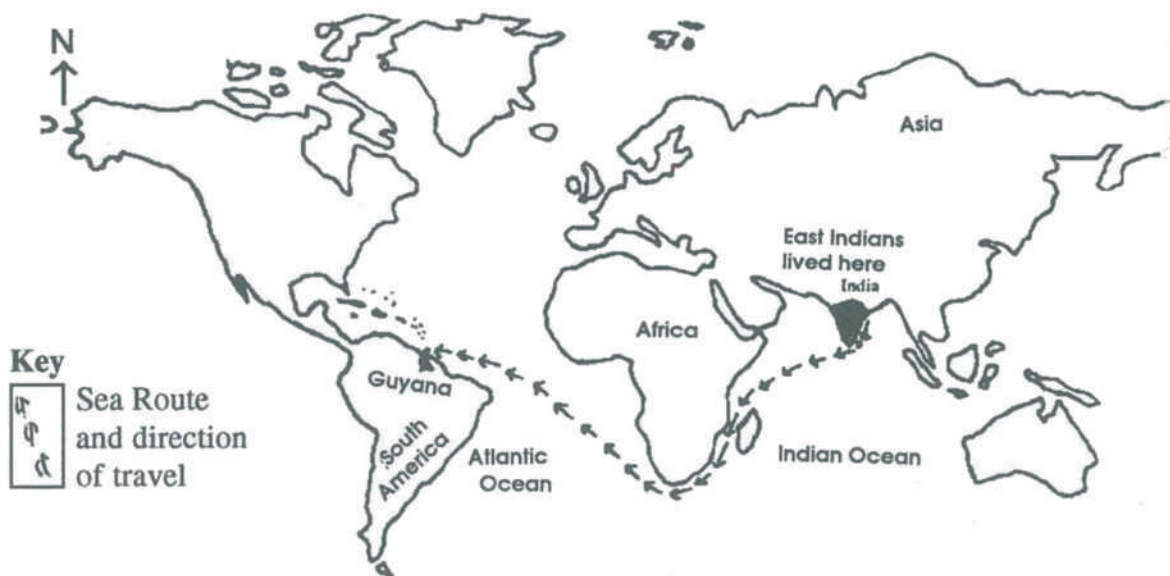 N
Asia
East Indians
lived here
India
Africa
Key
Sea Route
and direction
of travel
Guyana
South
America
Atlantic
Ocean
Indian Ocean